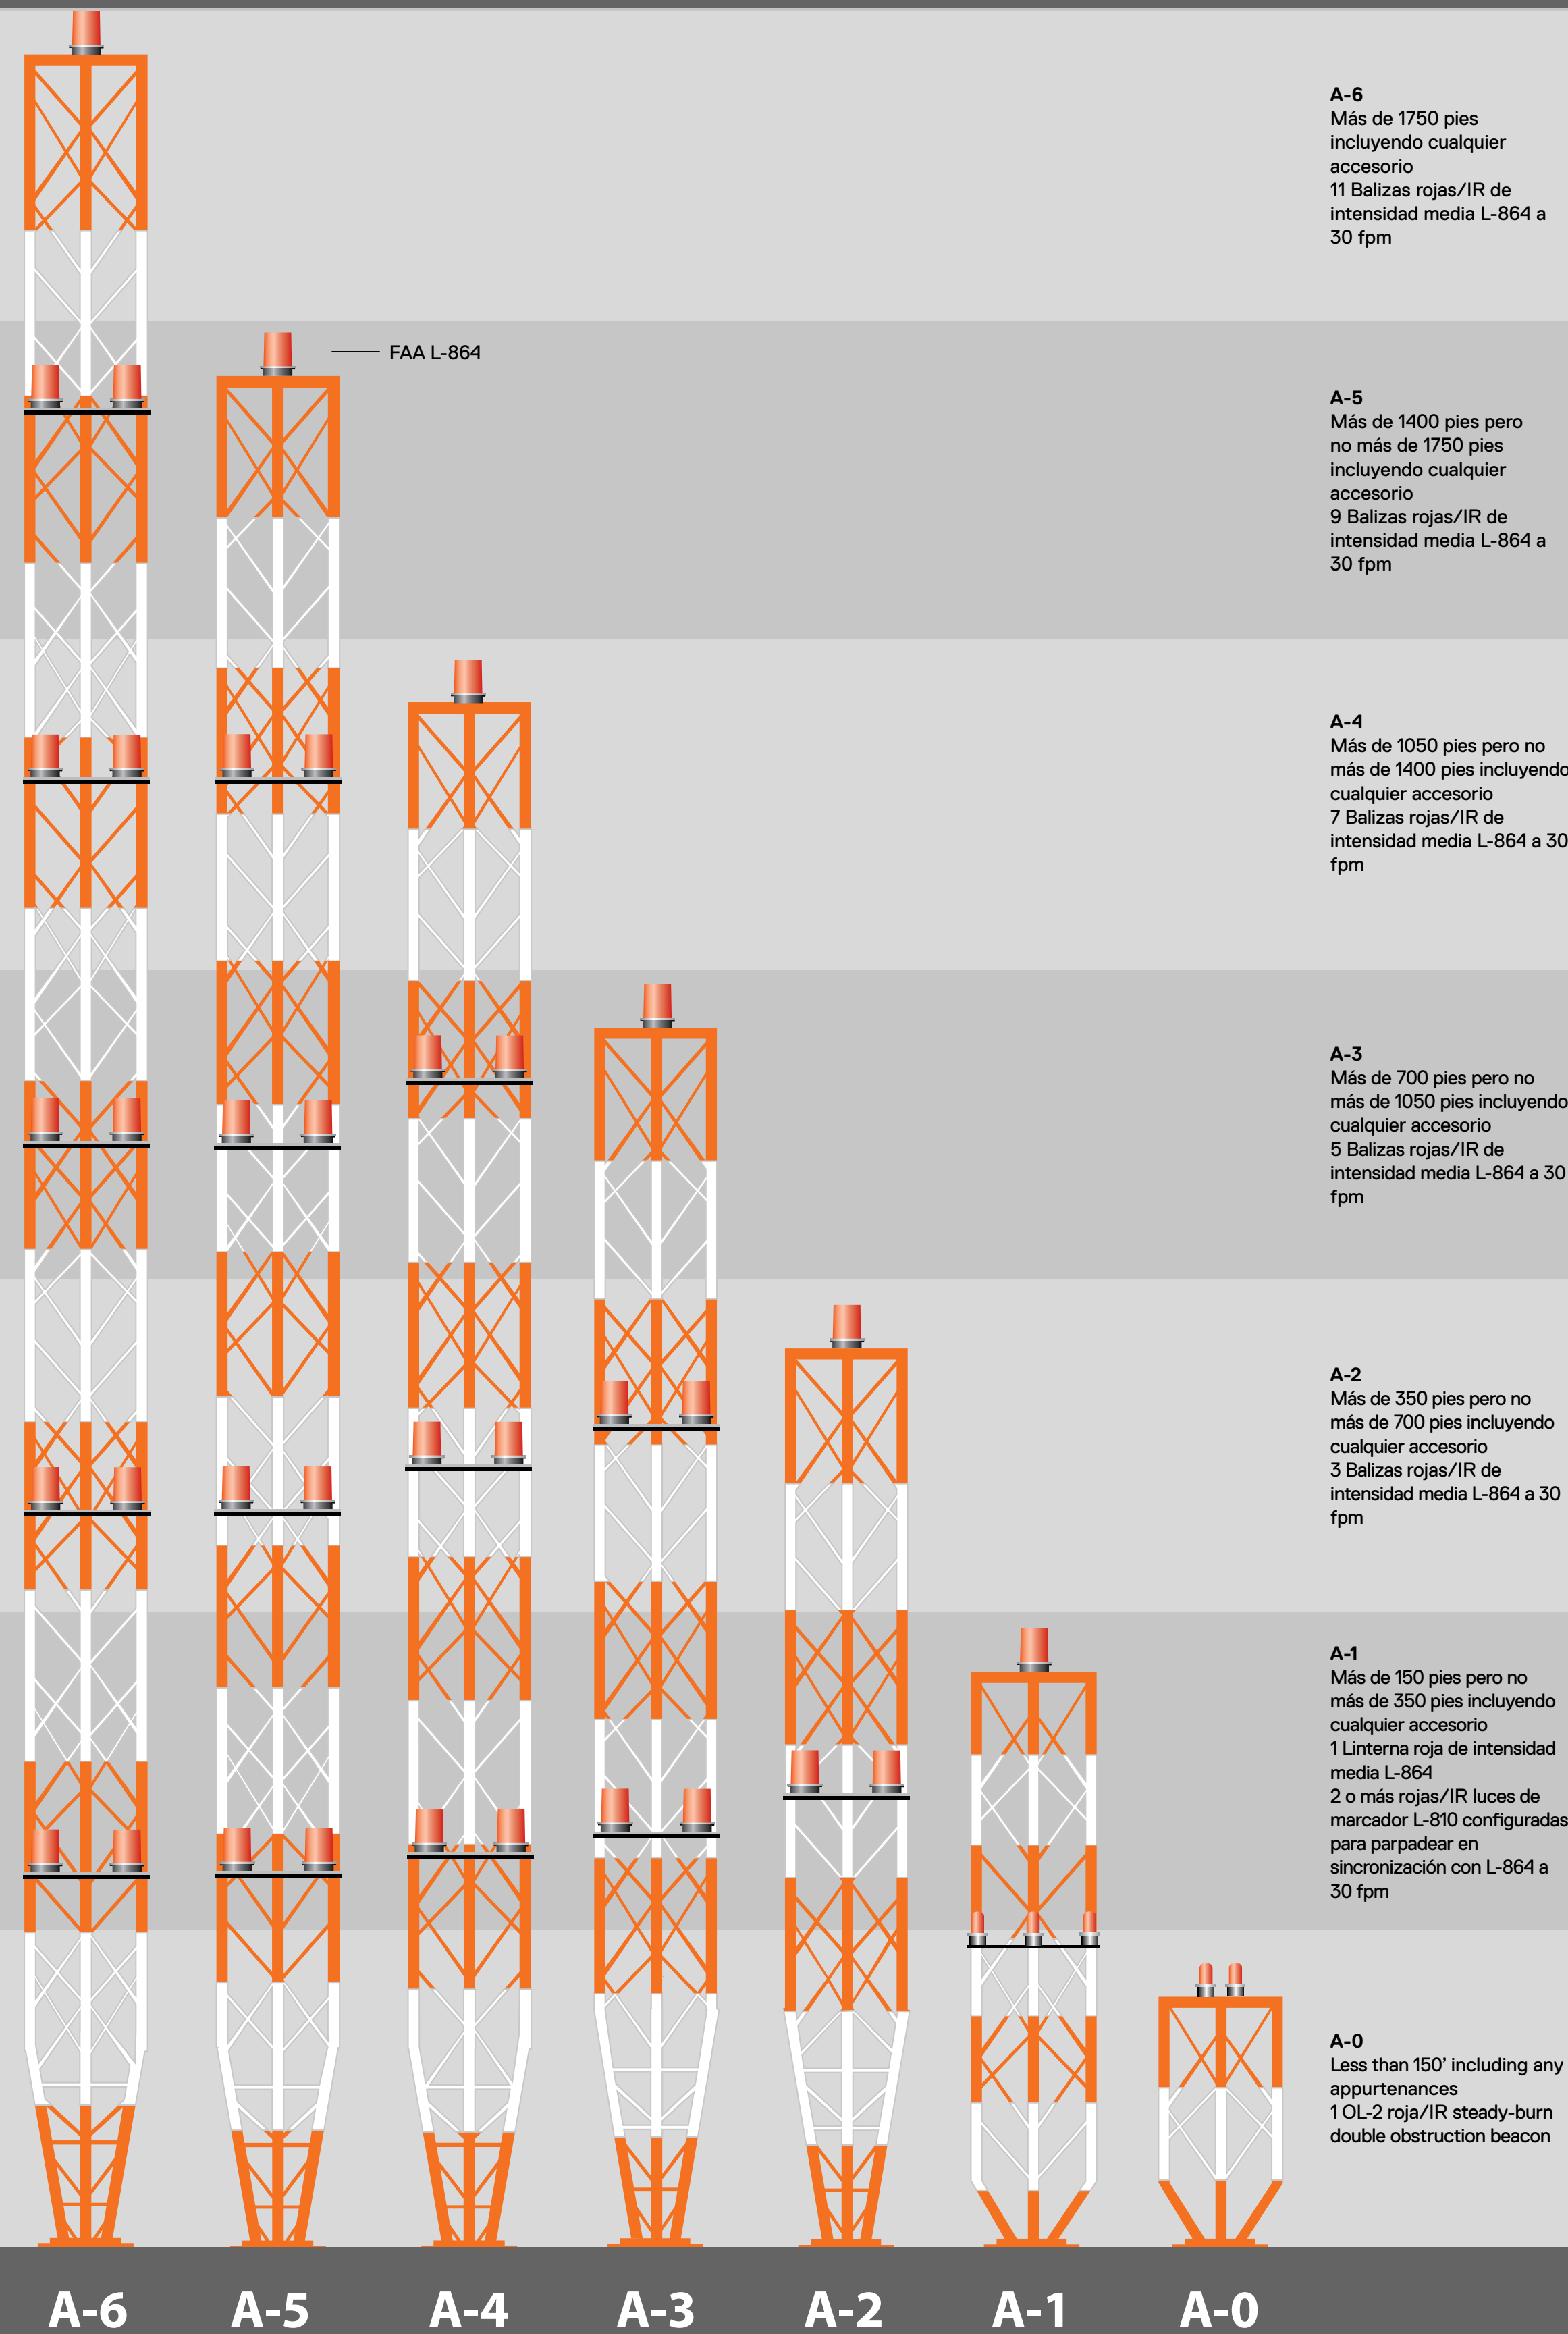 A-6
Más de 1750 pies
incluyendo cualquier
accesorio
11 Balizas rojas/IR de
intensidad media L-864 a
30 fpm
FAA L-864
A-5
Más de 1400 pies pero
no más de 1750 pies
incluyendo cualquier
accesorio
9 Balizas rojas/IR de
intensidad media L-864 a
30 fpm
A-4
Más de 1050 pies pero no
más de 1400 pies incluyendo
cualquier accesorio
7 Balizas rojas/IR de
intensidad media L-864 a 30
fpm
A-3
Más de 700 pies pero no
más de 1050 pies incluyendo
cualquier accesorio
5 Balizas rojas/IR de
intensidad media L-864 a 30
fpm
A-2
Más de 350 pies pero no
más de 700 pies incluyendo
cualquier accesorio
3 Balizas rojas/IR de
intensidad media L-864 a 30
fpm
A-1
Más de 150 pies pero no
más de 350 pies incluyendo
cualquier accesorio
1 Linterna roja de intensidad
media L-864
2 o más rojas/IR luces de
marcador L-810 configuradas
para parpadear en
sincronización con L-864 a
30 fpm
A-0
Less than 150’ including any
appurtenances
1 OL-2 roja/IR steady-burn
double obstruction beacon
A-6 A-5 A-4 A-3 A-2 A-1 A-0